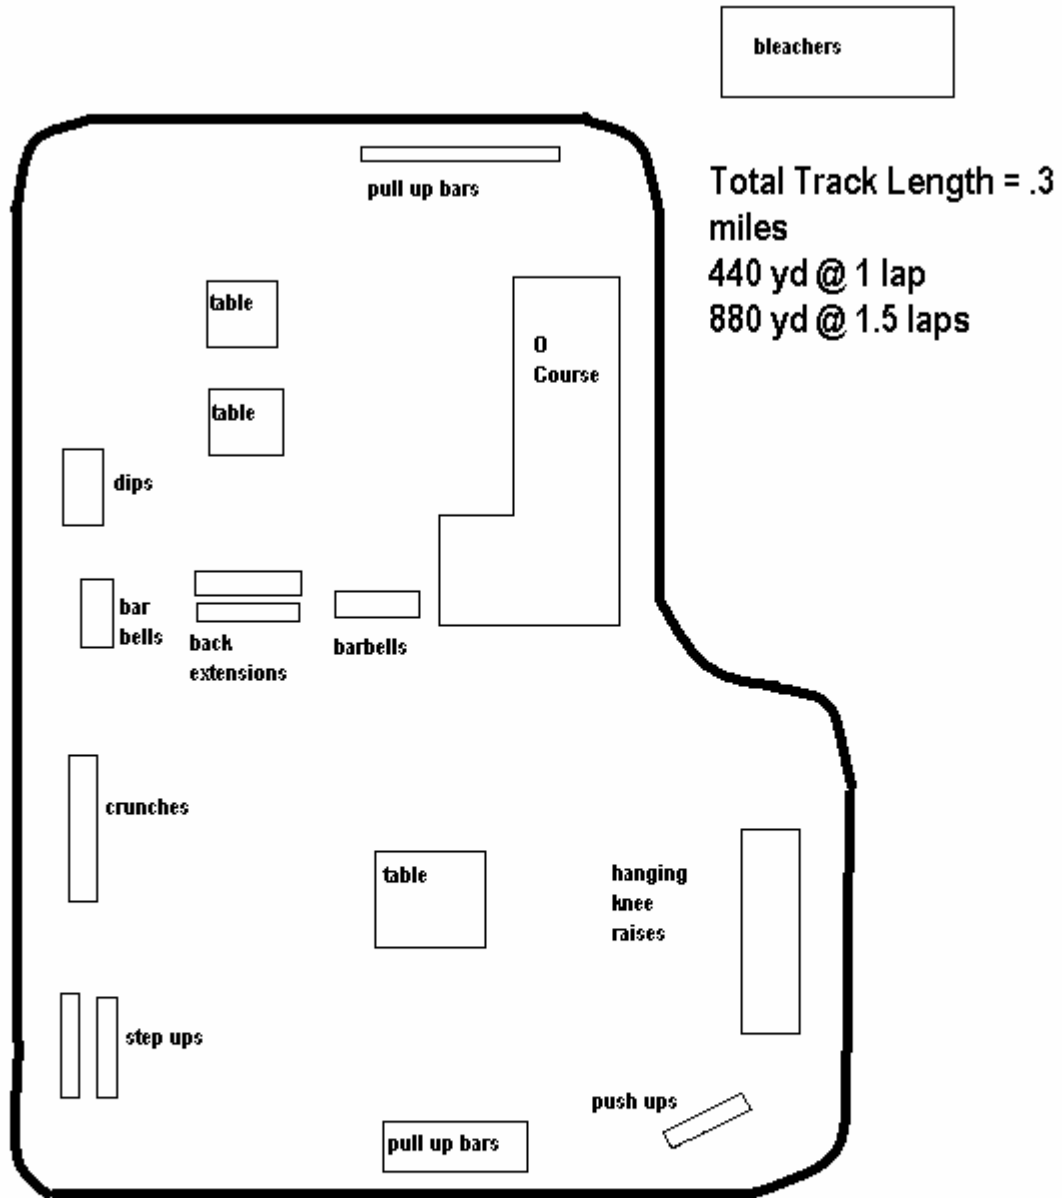 bleachers
pull up bars
Total Track Length = .3
miles
440 yd @ 1 lap
880 yd @ 1.5 laps
table
O
Course
table
dips
bar
bells
back
extensions
barbells
crunches
table
hanging
knee
raises
step ups
push ups
pull up bars